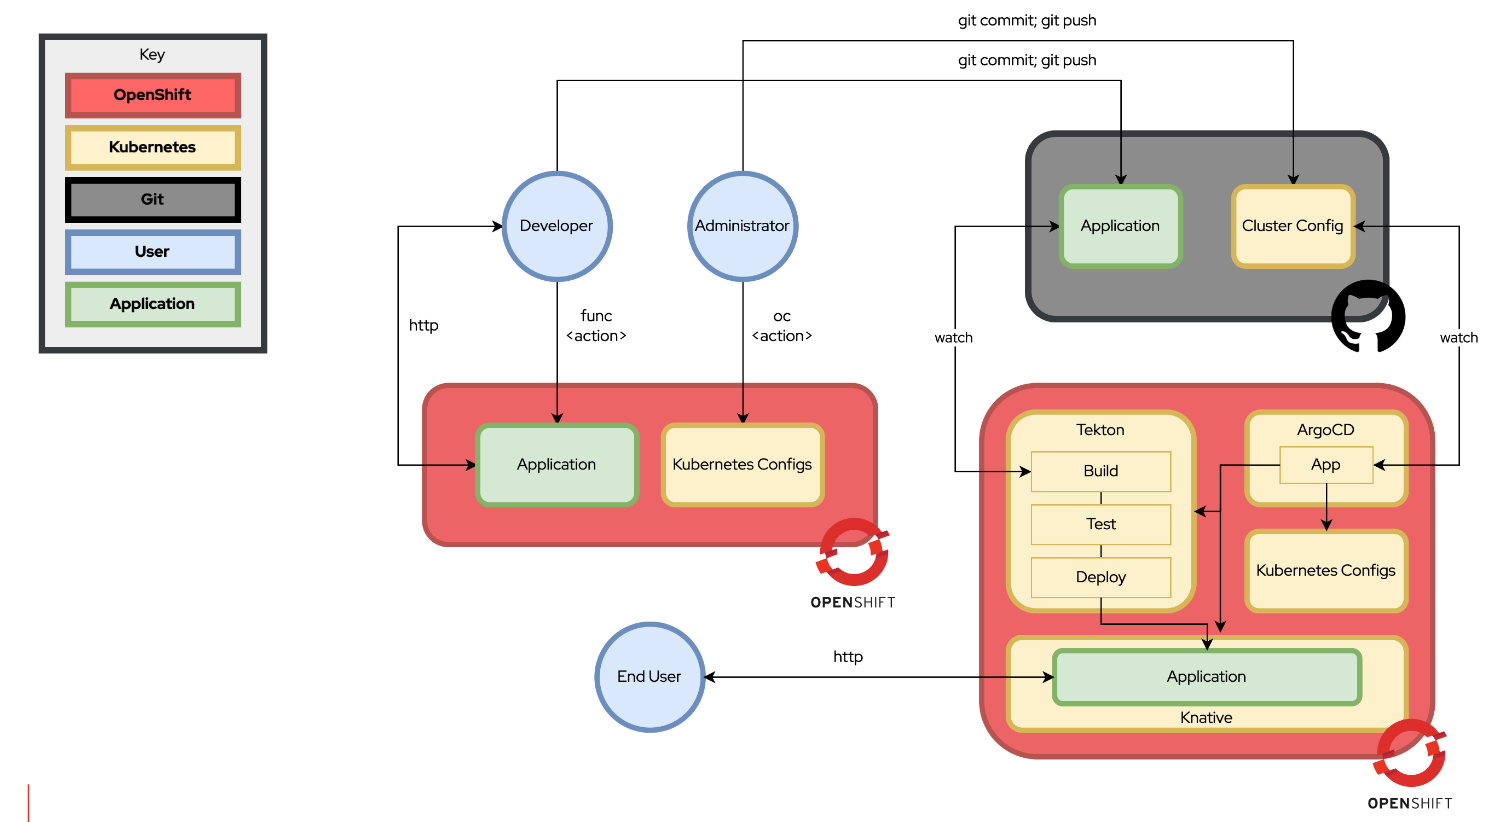 Key
OpenShift
Kubernetes
Git
User
Application
git commit; git push
git commit; git push
Developer
Administrator
Application
Cluster Config
http
func
<action>
oc
<action>
watch
watch
Application
Kubernetes Configs
OPENSHIFT
Tekton
Build
Test
Deploy
ArgoCD
App
Kubernetes Configs
End User
http
Application
Knative
OPENSHIFT